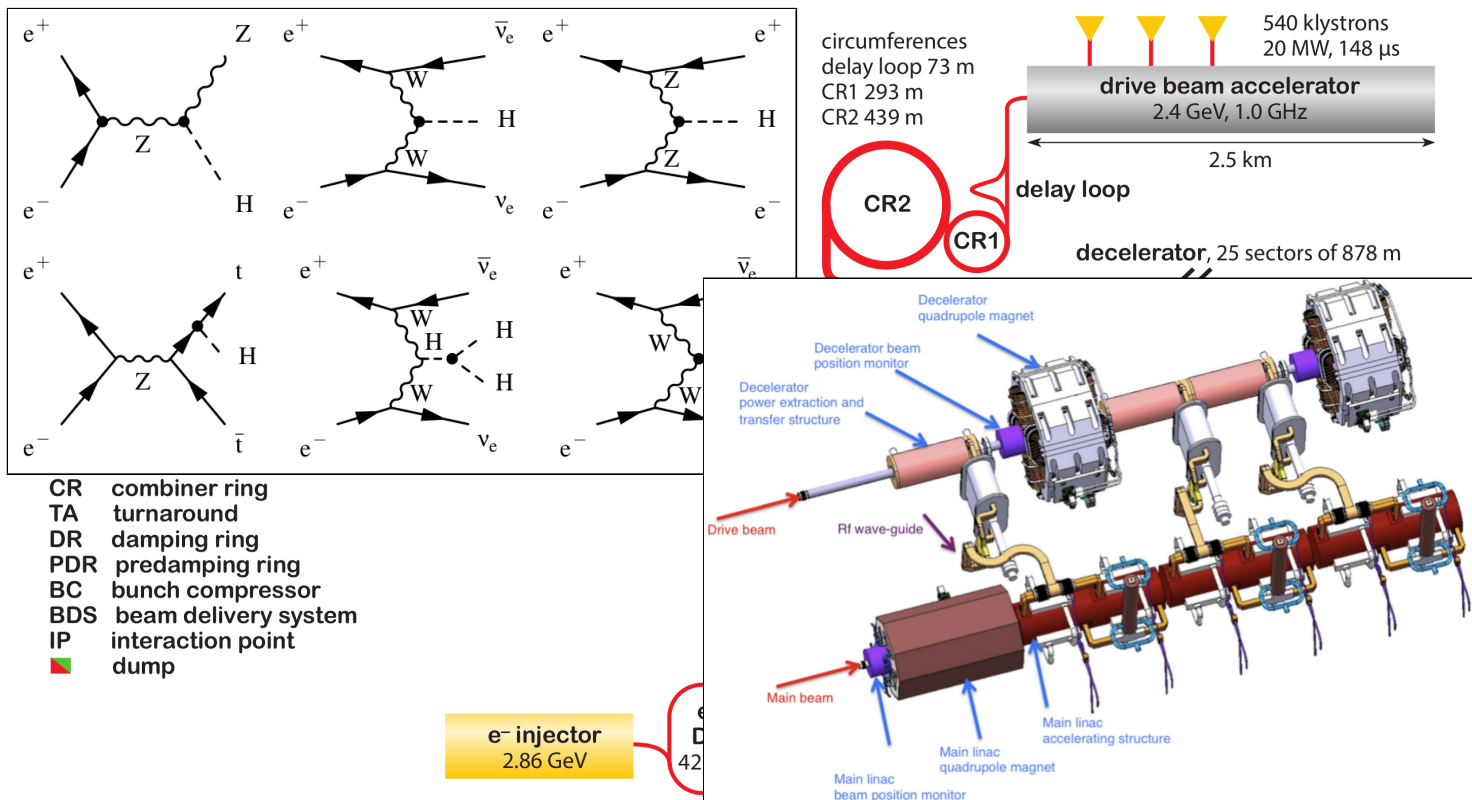 e⁺
Z
Z
e⁻
H
e⁺
ν̅ₑ
W
H
W
e⁻
νₑ
e⁺
e⁺
Z
H
Z
e⁻
e⁻
e⁺
t
H
Z
e⁻
t̅
e⁺
ν̅ₑ
W
H
H
H
W
e⁻
νₑ
e⁺
ν̅ₑ
W
W
e⁻
circumferences
delay loop 73 m
CR1 293 m
CR2 439 m
540 klystrons
20 MW, 148 µs
drive beam accelerator
2.4 GeV, 1.0 GHz
2.5 km
delay loop
CR2
CR1
decelerator, 25 sectors of 878 m
Decelerator
quadrupole magnet
Decelerator beam
position monitor
Decelerator
power extraction and
transfer structure
Drive beam
Rf wave-guide
Main beam
Main linac
accelerating structure
Main linac
quadrupole magnet
Main linac
beam position monitor
CR combiner ring
TA turnaround
DR damping ring
PDR predamping ring
BC bunch compressor
BDS beam delivery system
IP interaction point
dump
e⁻ injector
2.86 GeV
42